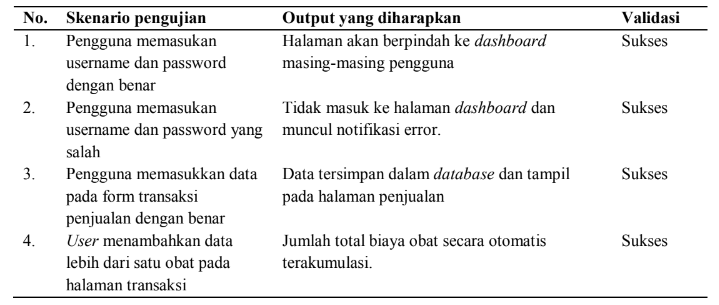 No. Skenario pengujian Output yang diharapkan Validasi
1. Pengguna memasukan Halaman akan berpindah ke dashboard Sukses
username dan password masing-masing pengguna
dengan benar
2. Pengguna memasukan Tidak masuk ke halaman dashboard dan Sukses
username dan password yang muncul notifikasi error.
salah
3. Pengguna memasukkan data Data tersimpan dalam database dan tampil Sukses
pada form transaksi pada halaman penjualan
penjualan dengan benar
4. User menambahkan data Jumlah total biaya obat secara otomatis Sukses
lebih dari satu obat pada terakumulasi.
halaman transaksi